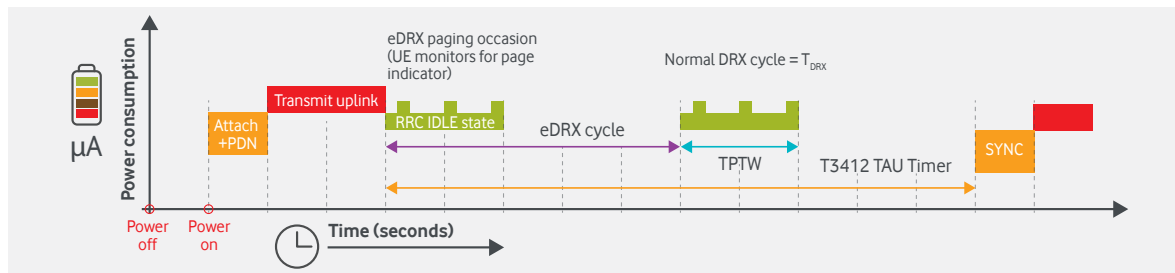 Power consumption
µA
eDRX paging occasion
(UE monitors for page
indicator)
Normal DRX cycle = TDRX
Transmit uplink
Attach
+PDN
RRC IDLE state
eDRX cycle
TPTW
T3412 TAU Timer
SYNC
Power
off
Power
on
Time (seconds)